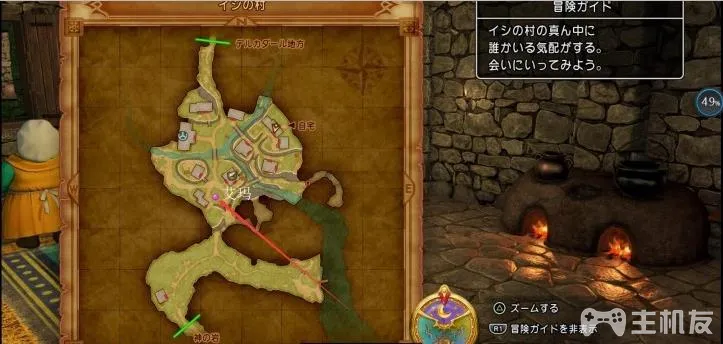 イシの村
N
デルカダール地方
自宅
艾玛
W
E
神の岩
冒険ガイド
イシの村の真ん中に
誰かいる気配がする。
会いにいってみよう。
49%
△ ズームする
R1 冒険ガイドを非表示
主机友